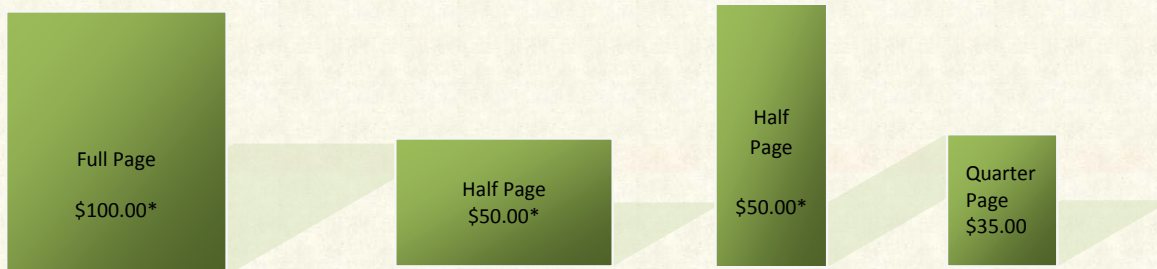 Full Page
$100.00*
Half Page
$50.00*
Half
Page
$50.00*
Quarter
Page
$35.00